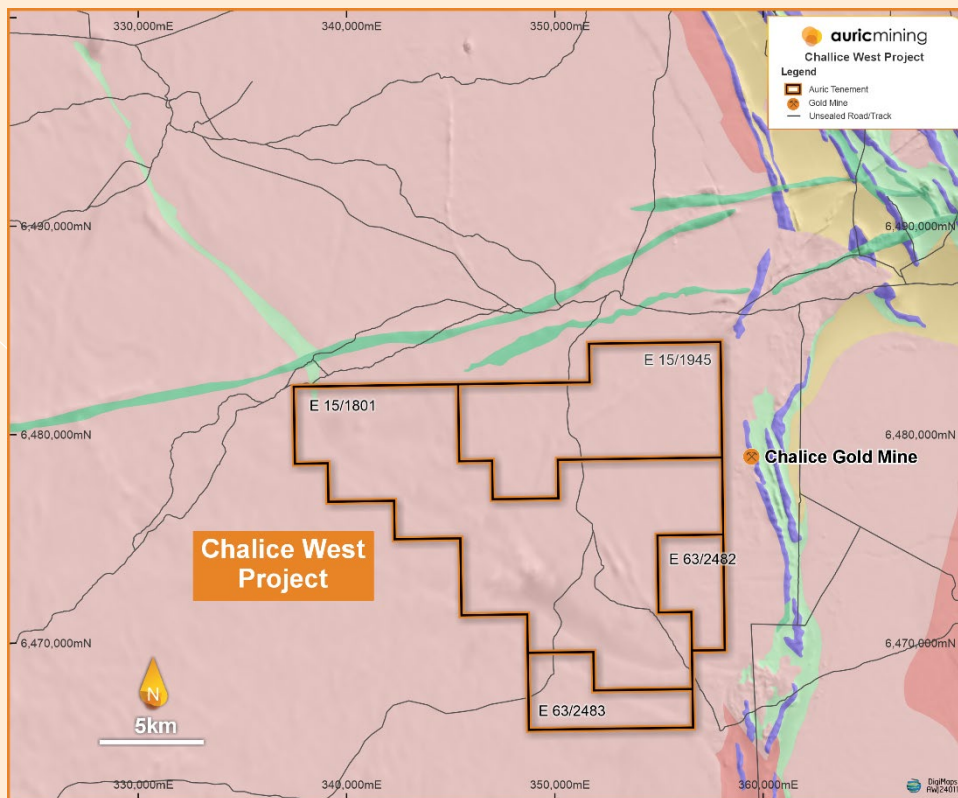 330,000mE
340,000mE
350,000mE
auricmining
Challice West Project
Legend
Auric Tenement
Gold Mine
Unsealed Road/Track
6,490,000mN
6,490,000mN
E 15/1945
E 15/1801
6,480,000mN
6,480,000mN
Chalice Gold Mine
Chalice West
Project
E 63/2482
6,470,000mN
6,470,000mN
N
E 63/2483
5km
330,000mE
340,000mE
350,000mE
360,000mE
DigiMaps